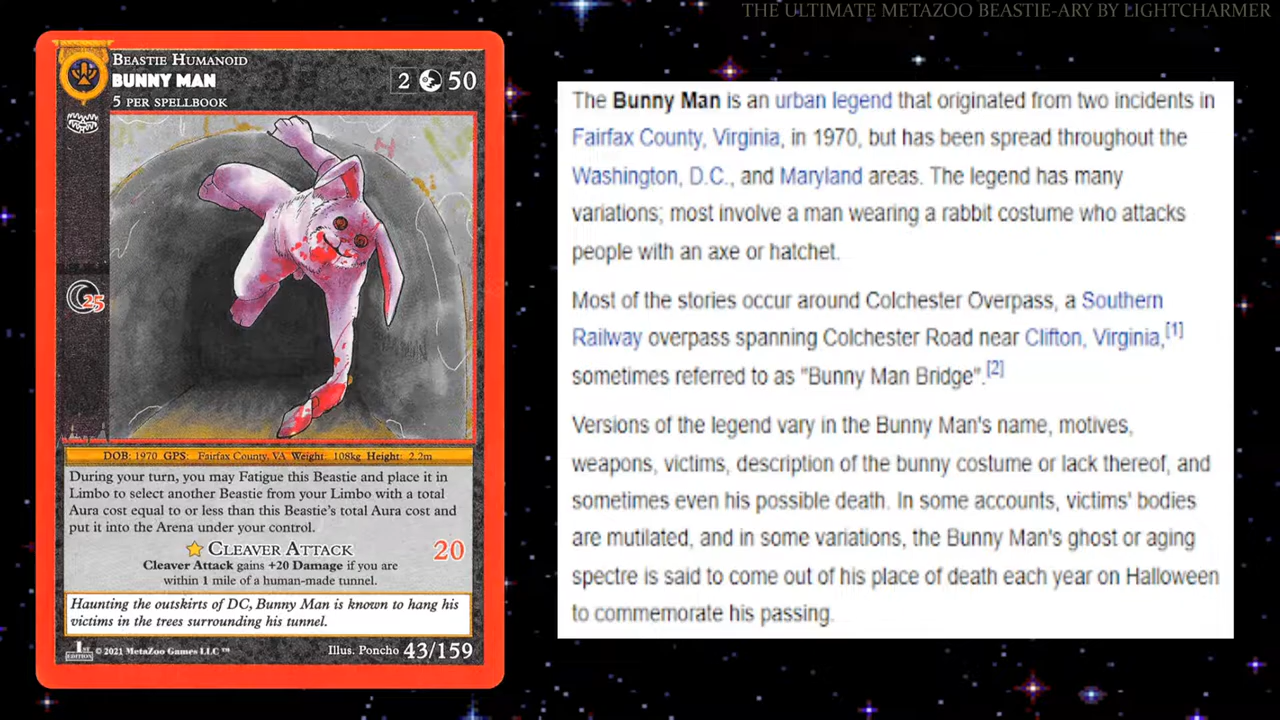 THE ULTIMATE METAZOO BEASTIE-ARY BY LIGHTCHARMER
BEASTIE HUMANOID
BUNNY MAN
2 50
5 PER SPELLBOOK
25
DOB: 1970 GPS: Fairfax County, VA Weight: 108kg Height: 2.2m
During your turn, you may Fatigue this Beastie and place it in
Limbo to select another Beastie from your Limbo with a total
Aura cost equal to or less than this Beastie's total Aura cost and
put it into the Arena under your control.
CLEAVER ATTACK 20
Cleaver Attack gains +20 Damage if you are
within 1 mile of a human-made tunnel.
Haunting the outskirts of DC, Bunny Man is known to hang his
victims in the trees surrounding his tunnel.
1ST EDITION © 2021 METAZOO GAMES LLC ™ Illus. Poncho 43/159
The Bunny Man is an urban legend that originated from two incidents in
Fairfax County, Virginia, in 1970, but has been spread throughout the
Washington, D.C., and Maryland areas. The legend has many
variations; most involve a man wearing a rabbit costume who attacks
people with an axe or hatchet.
Most of the stories occur around Colchester Overpass, a Southern
Railway overpass spanning Colchester Road near Clifton, Virginia,[1]
sometimes referred to as "Bunny Man Bridge".[2]
Versions of the legend vary in the Bunny Man's name, motives,
weapons, victims, description of the bunny costume or lack thereof, and
sometimes even his possible death. In some accounts, victims' bodies
are mutilated, and in some variations, the Bunny Man's ghost or aging
spectre is said to come out of his place of death each year on Halloween
to commemorate his passing.